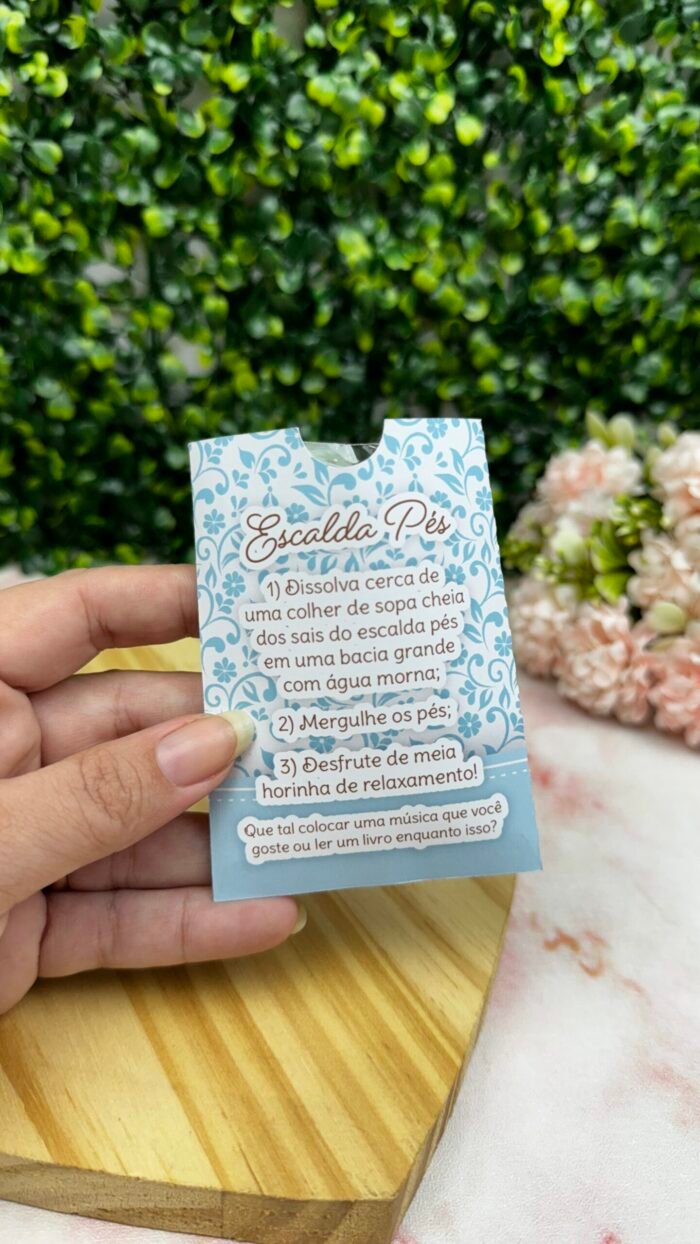 Escalda Pés
1) Dissolva cerca de
uma colher de sopa cheia
dos sais do escalda pés
em uma bacia grande
com água morna;
2) Mergulhe os pés;
3) Desfrute de meia
horinha de relaxamento!
Que tal colocar uma música que você
goste ou ler um livro enquanto isso?